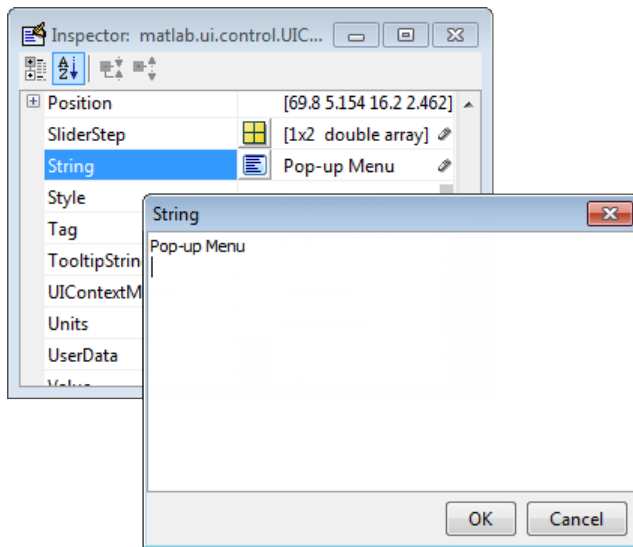 Inspector: matlab.ui.control.UIC...
Position [69.8 5.154 16.2 2.462]
SliderStep [1x2 double array]
String Pop-up Menu
Style
Tag
TooltipStrin
UIContextM
Units
UserData
Value
String
Pop-up Menu
OK Cancel